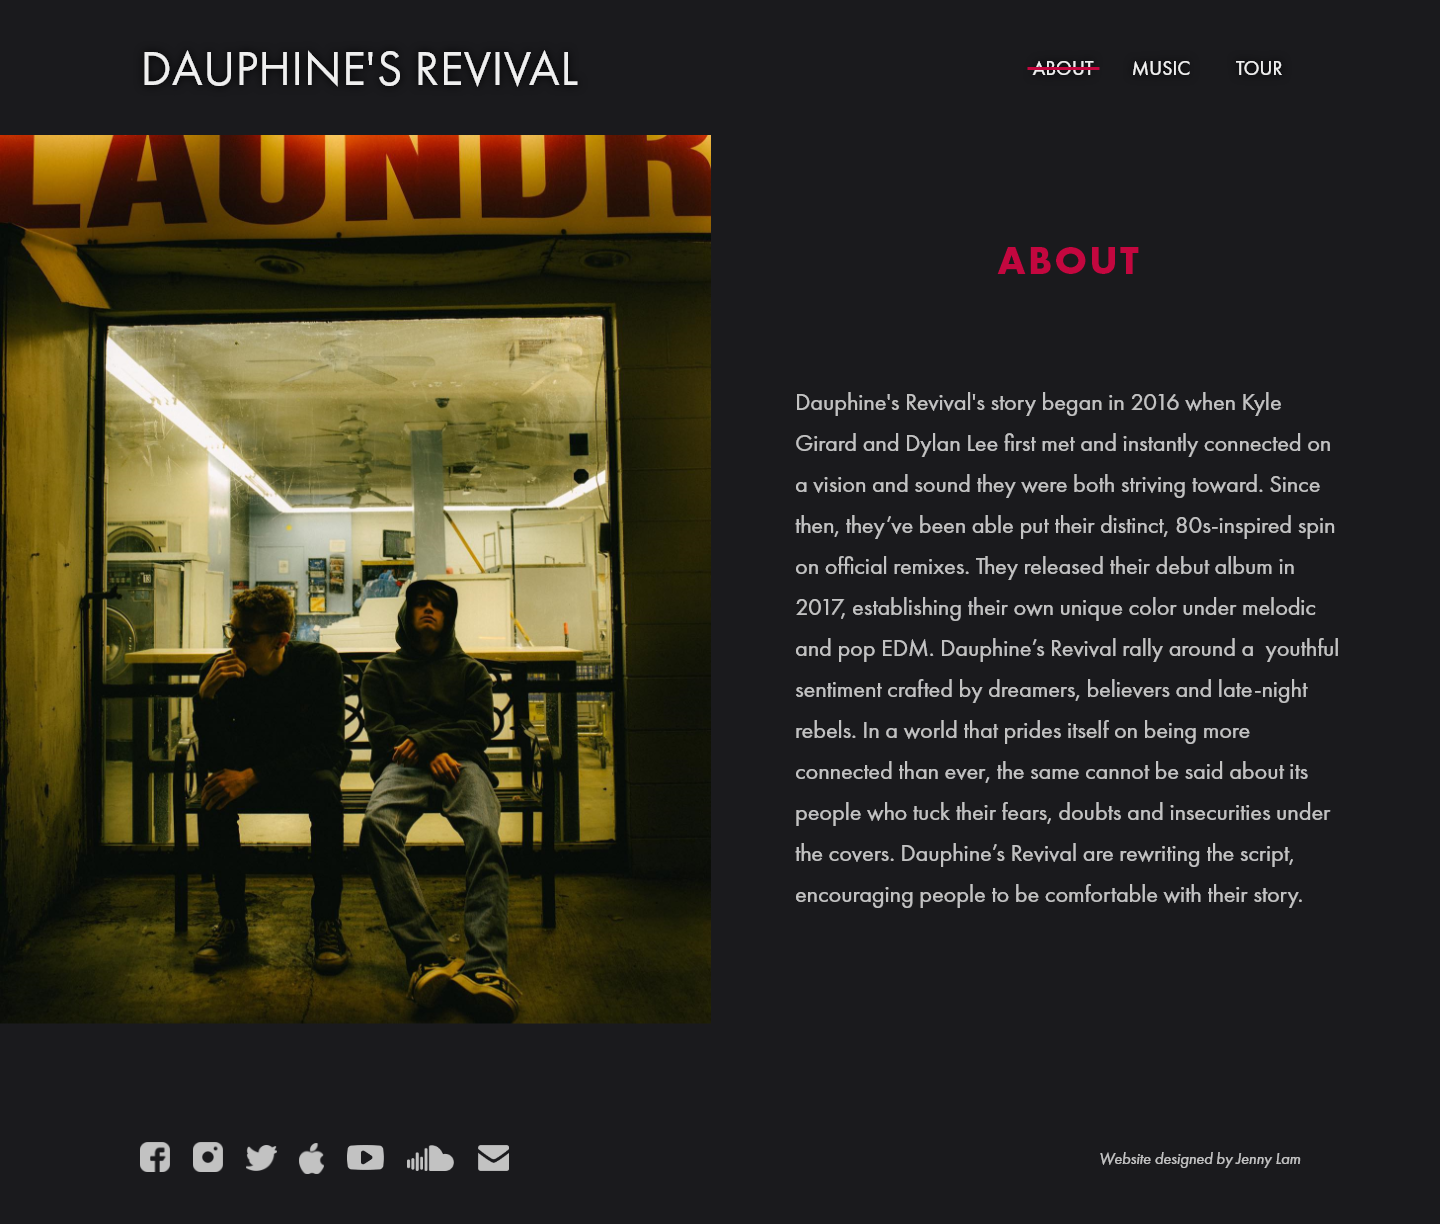 DAUPHINE'S REVIVAL
ABOUT MUSIC TOUR
LAUNDR
ABOUT
Dauphine's Revival's story began in 2016 when Kyle
Girard and Dylan Lee first met and instantly connected on
a vision and sound they were both striving toward. Since
then, they’ve been able put their distinct, 80s-inspired spin
on official remixes. They released their debut album in
2017, establishing their own unique color under melodic
and pop EDM. Dauphine’s Revival rally around a  youthful
sentiment crafted by dreamers, believers and late-night
rebels. In a world that prides itself on being more
connected than ever, the same cannot be said about its
people who tuck their fears, doubts and insecurities under
the covers. Dauphine’s Revival are rewriting the script,
encouraging people to be comfortable with their story.
Website designed by Jenny Lam